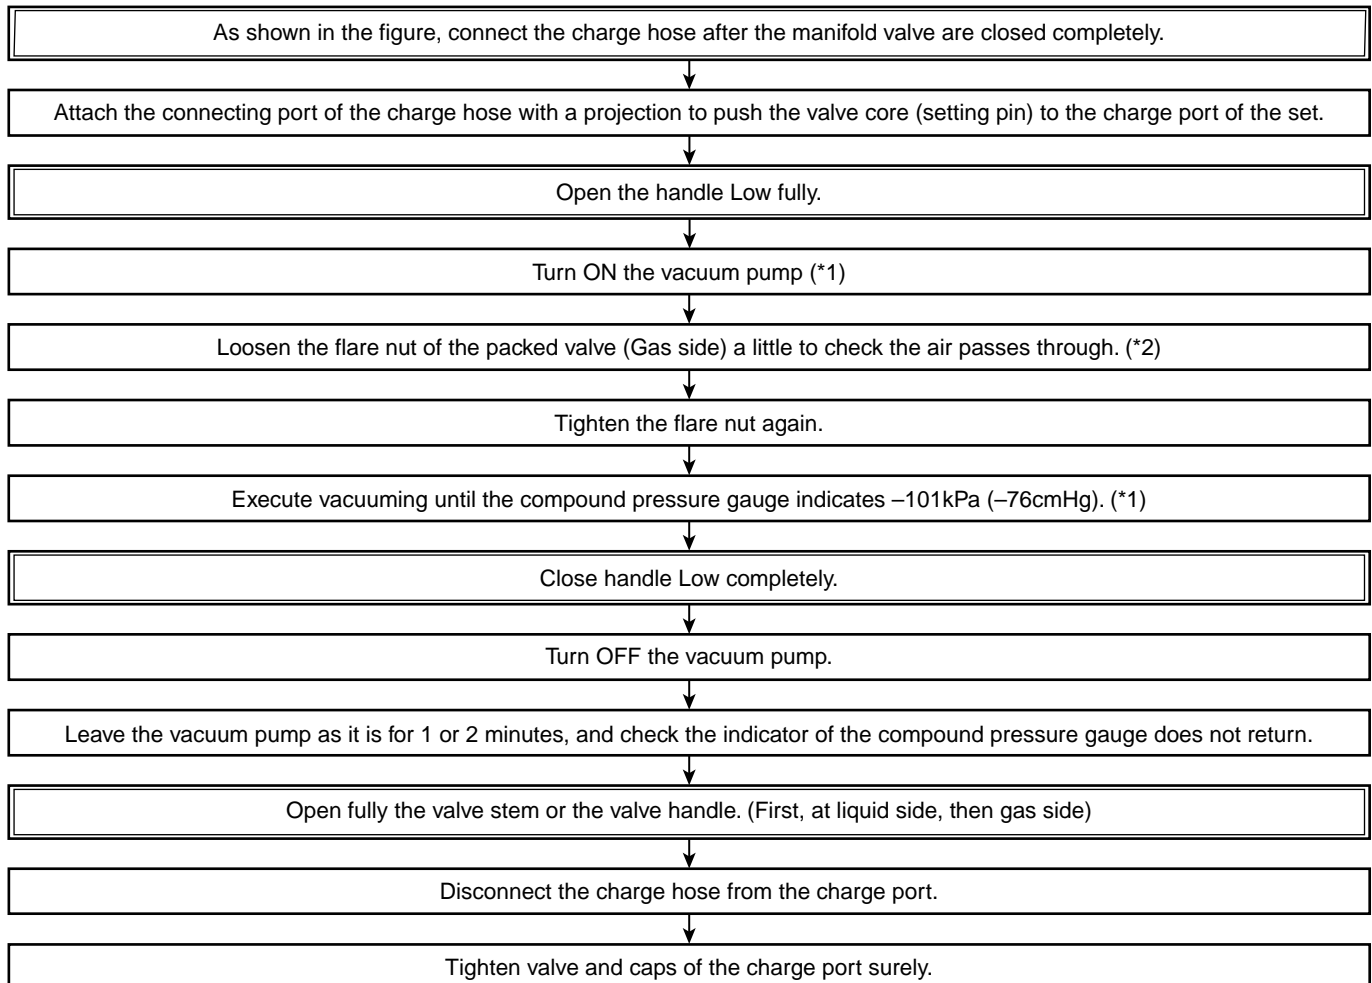 As shown in the figure, connect the charge hose after the manifold valve are closed completely.
Attach the connecting port of the charge hose with a projection to push the valve core (setting pin) to the charge port of the set.
Open the handle Low fully.
Turn ON the vacuum pump (*1)
Loosen the flare nut of the packed valve (Gas side) a little to check the air passes through. (*2)
Tighten the flare nut again.
Execute vacuuming until the compound pressure gauge indicates –101kPa (–76cmHg). (*1)
Close handle Low completely.
Turn OFF the vacuum pump.
Leave the vacuum pump as it is for 1 or 2 minutes, and check the indicator of the compound pressure gauge does not return.
Open fully the valve stem or the valve handle. (First, at liquid side, then gas side)
Disconnect the charge hose from the charge port.
Tighten valve and caps of the charge port surely.